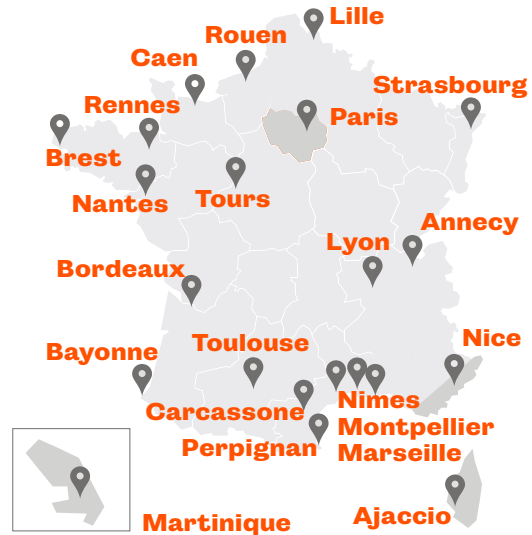 Lille
Rouen
Caen
Strasbourg
Rennes
Paris
Brest
Nantes
Tours
Annecy
Lyon
Bordeaux
Nice
Toulouse
Bayonne
Nimes
Carcassone
Montpellier
Perpignan
Marseille
Ajaccio
Martinique